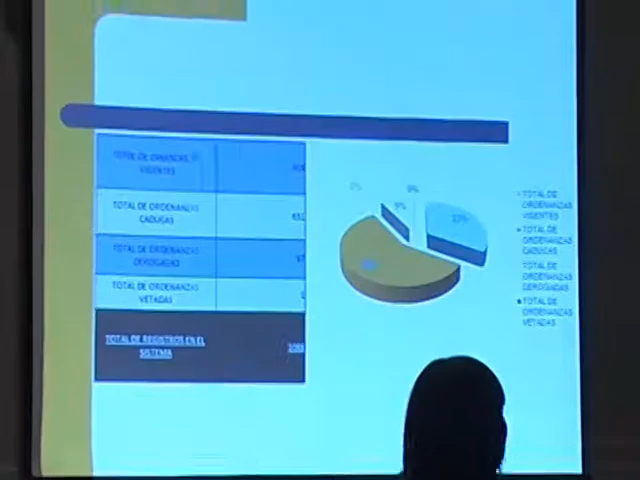 TOTAL DE ORDENANZAS
VIGENTES
TOTAL DE ORDENANZAS
CADUCAS
TOTAL DE ORDENANZAS
DEROGADAS
TOTAL DE ORDENANZAS
VETADAS
TOTAL DE REGISTROS EN EL
SISTEMA
0%
9%
TOTAL DE
ORDENANZAS
VIGENTES
TOTAL DE
ORDENANZAS
CADUCAS
TOTAL DE
ORDENANZAS
DEROGADAS
TOTAL DE
ORDENANZAS
VETADAS